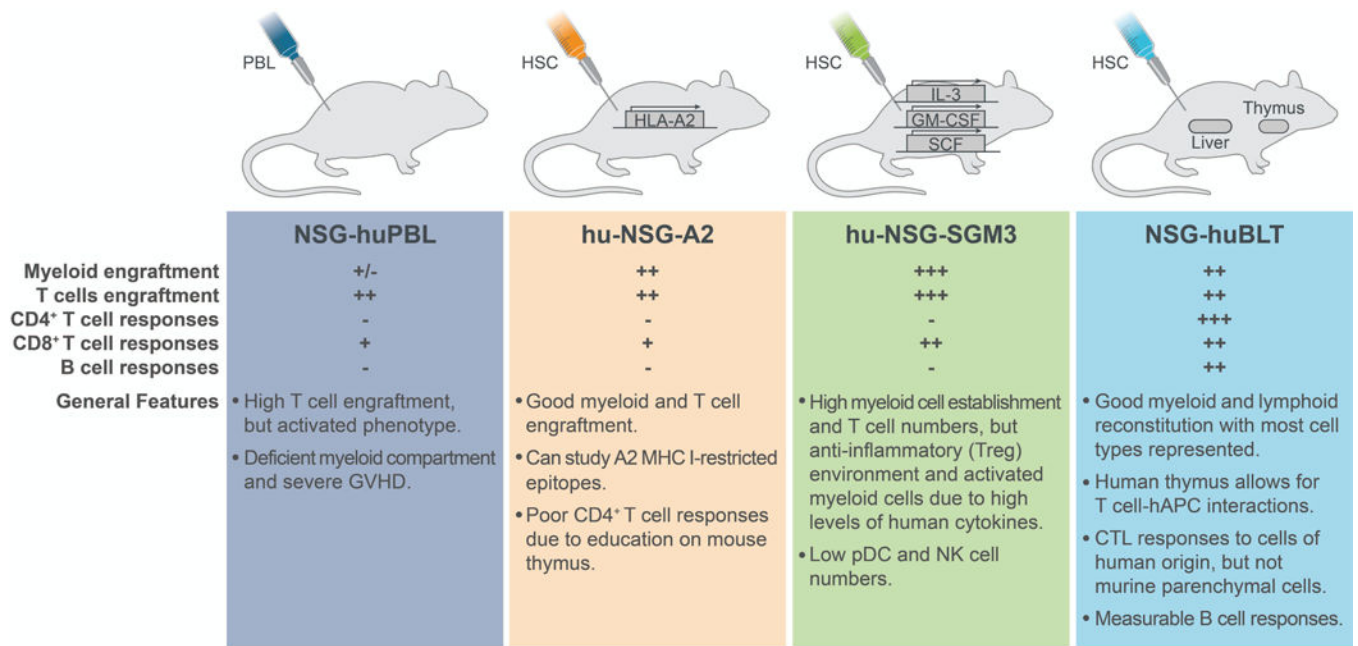 PBL
HSC
HLA-A2
HSC
IL-3
GM-CSF
SCF
HSC
Thymus
Liver
NSG-huPBL
hu-NSG-A2
hu-NSG-SGM3
NSG-huBLT
Myeloid engraftment +/- ++ +++ ++
T cells engraftment ++ ++ +++ ++
CD4⁺ T cell responses - - - +++
CD8⁺ T cell responses + + ++ ++
B cell responses - - - ++
General Features
• High T cell engraftment,
but activated phenotype.
• Deficient myeloid compartment
and severe GVHD.
• Good myeloid and T cell
engraftment.
• Can study A2 MHC I-restricted
epitopes.
• Poor CD4⁺ T cell responses
due to education on mouse
thymus.
• High myeloid cell establishment
and T cell numbers, but
anti-inflammatory (Treg)
environment and activated
myeloid cells due to high
levels of human cytokines.
• Low pDC and NK cell
numbers.
• Good myeloid and lymphoid
reconstitution with most cell
types represented.
• Human thymus allows for
T cell-hAPC interactions.
• CTL responses to cells of
human origin, but not
murine parenchymal cells.
• Measurable B cell responses.